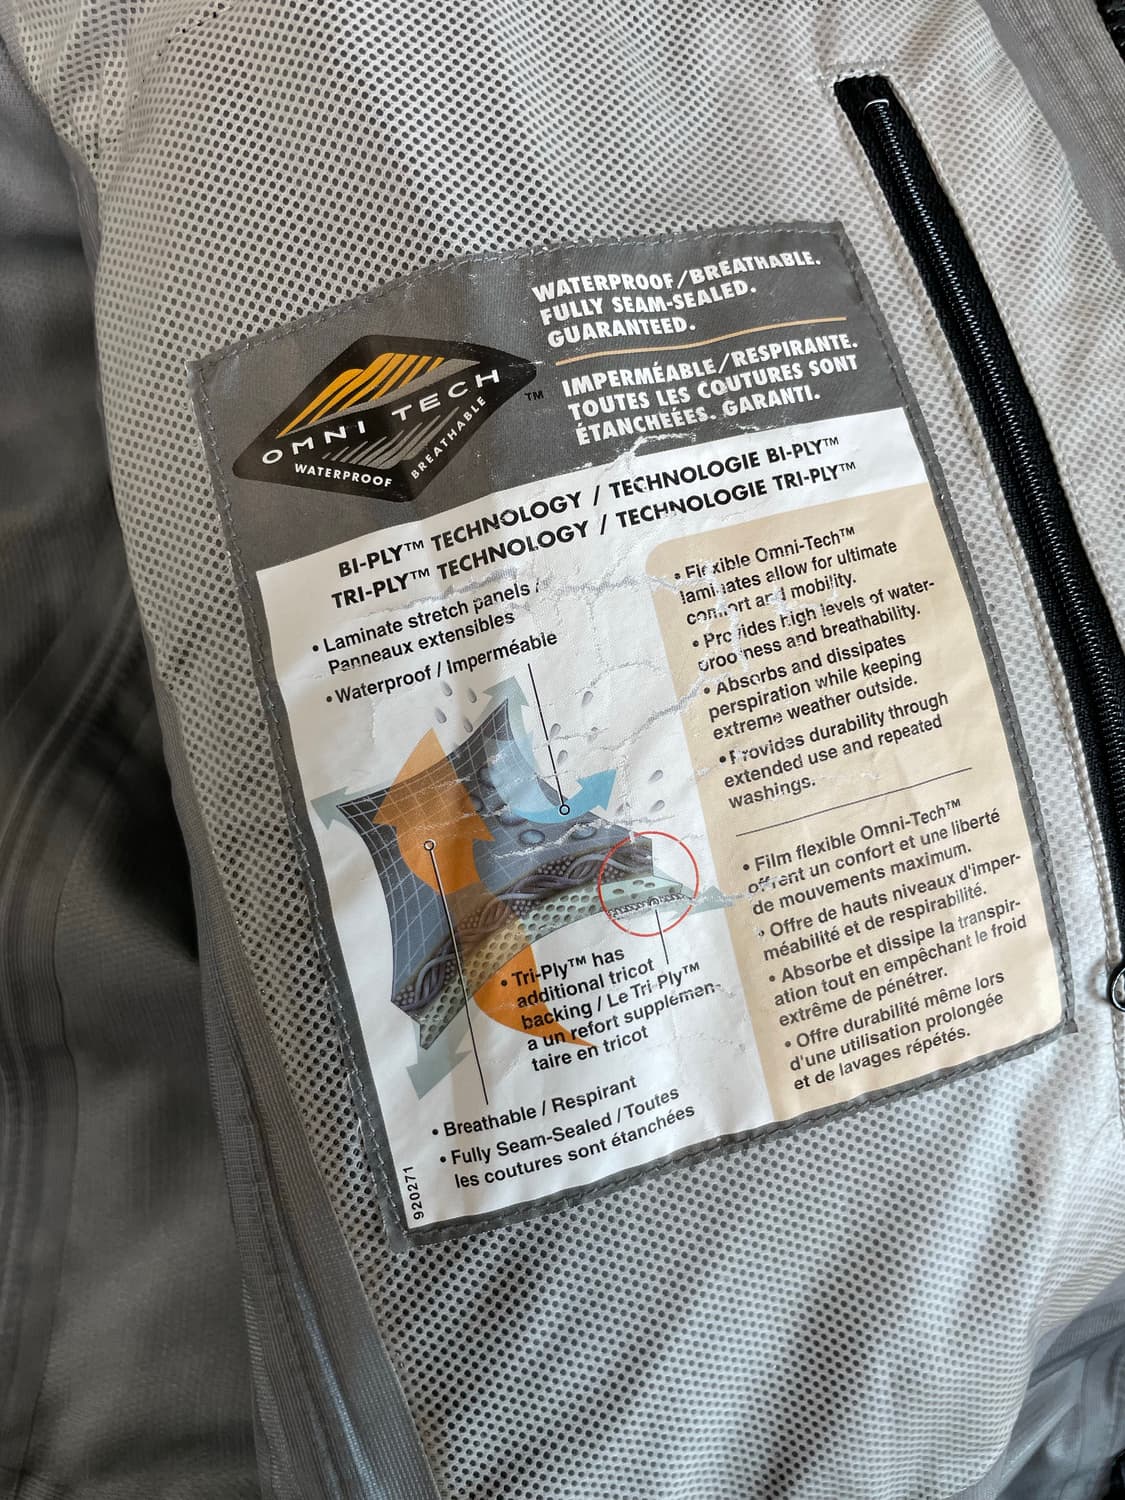 WATERPROOF/BREATHABLE.
FULLY SEAM-SEALED.
GUARANTEED.
IMPERMÉABLE/RESPIRANTE.
TOUTES LES COUTURES SONT
ÉTANCHEÉES. GARANTI.
OMNI TECH
™
WATERPROOF
BREATHABLE
BI-PLY™ TECHNOLOGY / TECHNOLOGIE BI-PLY™
TRI-PLY™ TECHNOLOGY / TECHNOLOGIE TRI-PLY™
• Laminate stretch panels /
Panneaux extensibles
• Waterproof / Imperméable
• Tri-Ply™ has
additional tricot
backing / Le Tri-Ply™
a un refort supplémen-
taire en tricot
• Breathable / Respirant
• Fully Seam-Sealed / Toutes
les coutures sont étanchées
920271
• Flexible Omni-Tech™
laminates allow for ultimate
comfort and mobility.
• Provides high levels of water-
proofness and breathability.
• Absorbs and dissipates
perspiration while keeping
extreme weather outside.
• Provides durability through
extended use and repeated
washings.
• Film flexible Omni-Tech™
offrent un confort et une liberté
de mouvements maximum.
• Offre de hauts niveaux d'imper-
méabilité et de respirabilité.
• Absorbe et dissipe la transpir-
ation tout en empêchant le froid
extrême de pénétrer.
• Offre durabilité même lors
d'une utilisation prolongée
et de lavages répétés.